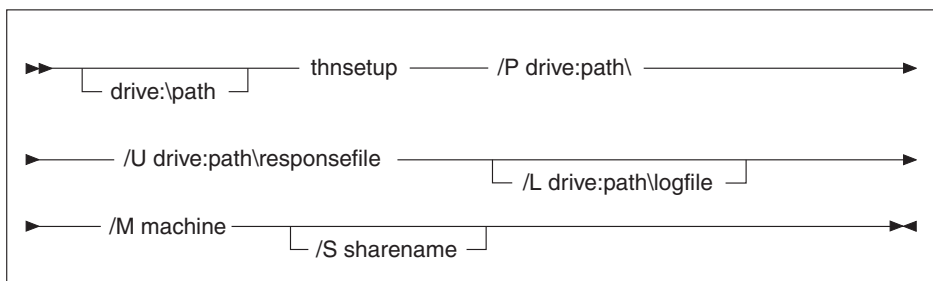 thnsetup /P drive:path\
drive:\path
/U drive:path\responsefile
/L drive:path\logfile
/M machine
/S sharename